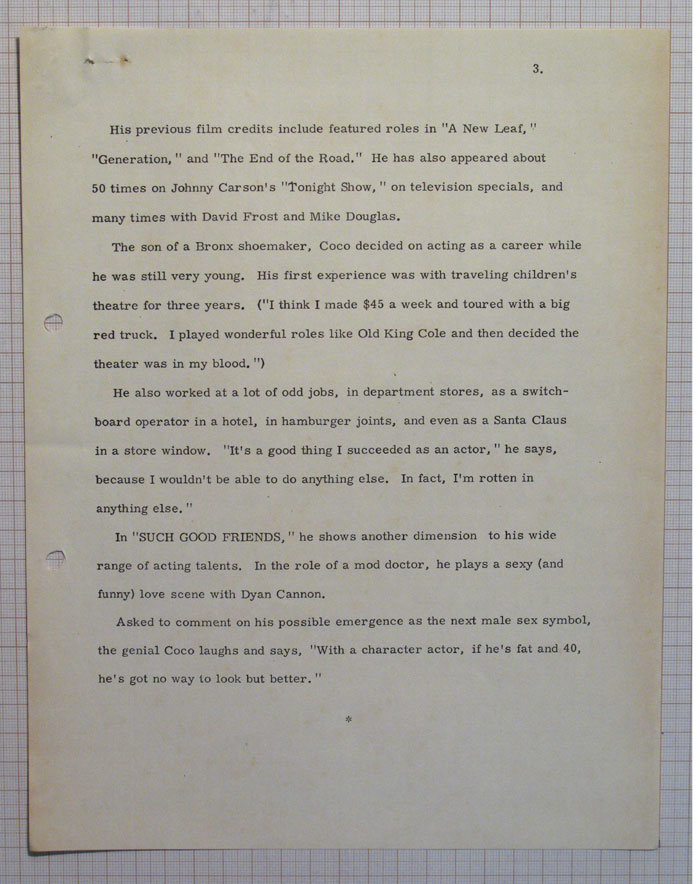 3.
His previous film credits include featured roles in "A New Leaf,"
"Generation," and "The End of the Road." He has also appeared about
50 times on Johnny Carson's "Tonight Show," on television specials, and
many times with David Frost and Mike Douglas.
The son of a Bronx shoemaker, Coco decided on acting as a career while
he was still very young. His first experience was with traveling children's
theatre for three years. ("I think I made $45 a week and toured with a big
red truck. I played wonderful roles like Old King Cole and then decided the
theater was in my blood.")
He also worked at a lot of odd jobs, in department stores, as a switch-
board operator in a hotel, in hamburger joints, and even as a Santa Claus
in a store window. "It's a good thing I succeeded as an actor," he says,
because I wouldn't be able to do anything else. In fact, I'm rotten in
anything else."
In "SUCH GOOD FRIENDS," he shows another dimension to his wide
range of acting talents. In the role of a mod doctor, he plays a sexy (and
funny) love scene with Dyan Cannon.
Asked to comment on his possible emergence as the next male sex symbol,
the genial Coco laughs and says, "With a character actor, if he's fat and 40,
he's got no way to look but better."
*